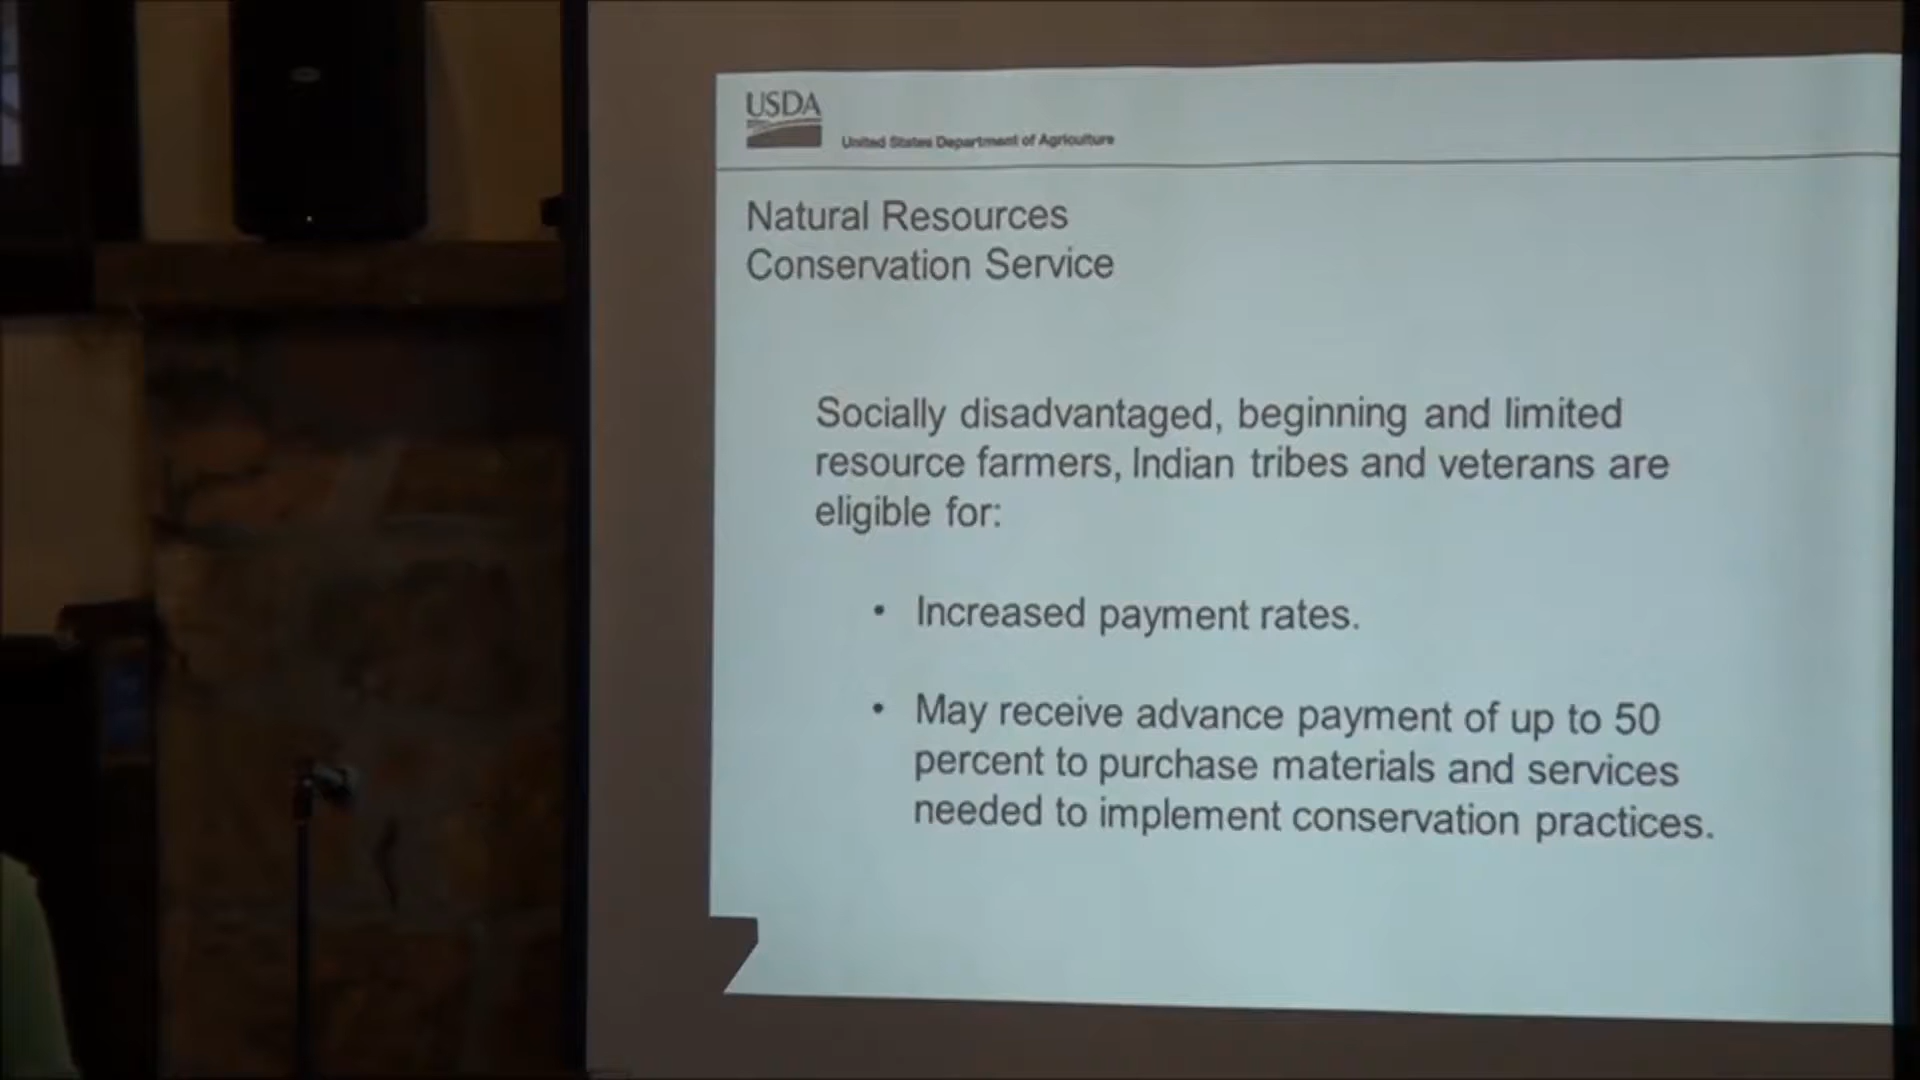 USDA
United States Department of Agriculture
Natural Resources
Conservation Service
Socially disadvantaged, beginning and limited
resource farmers, Indian tribes and veterans are
eligible for:
• Increased payment rates.
• May receive advance payment of up to 50
percent to purchase materials and services
needed to implement conservation practices.